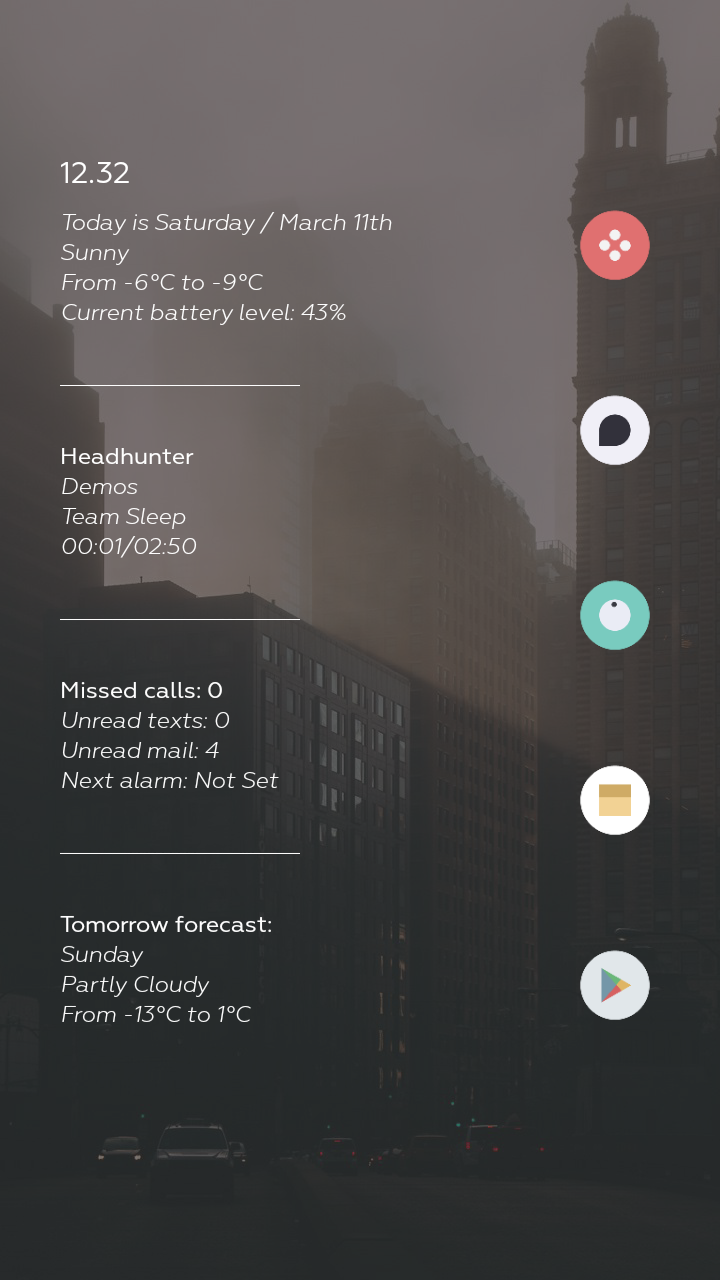 12.32
Today is Saturday / March 11th
Sunny
From -6°C to -9°C
Current battery level: 43%
Headhunter
Demos
Team Sleep
00:01/02:50
Missed calls: 0
Unread texts: 0
Unread mail: 4
Next alarm: Not Set
Tomorrow forecast:
Sunday
Partly Cloudy
From -13°C to 1°C